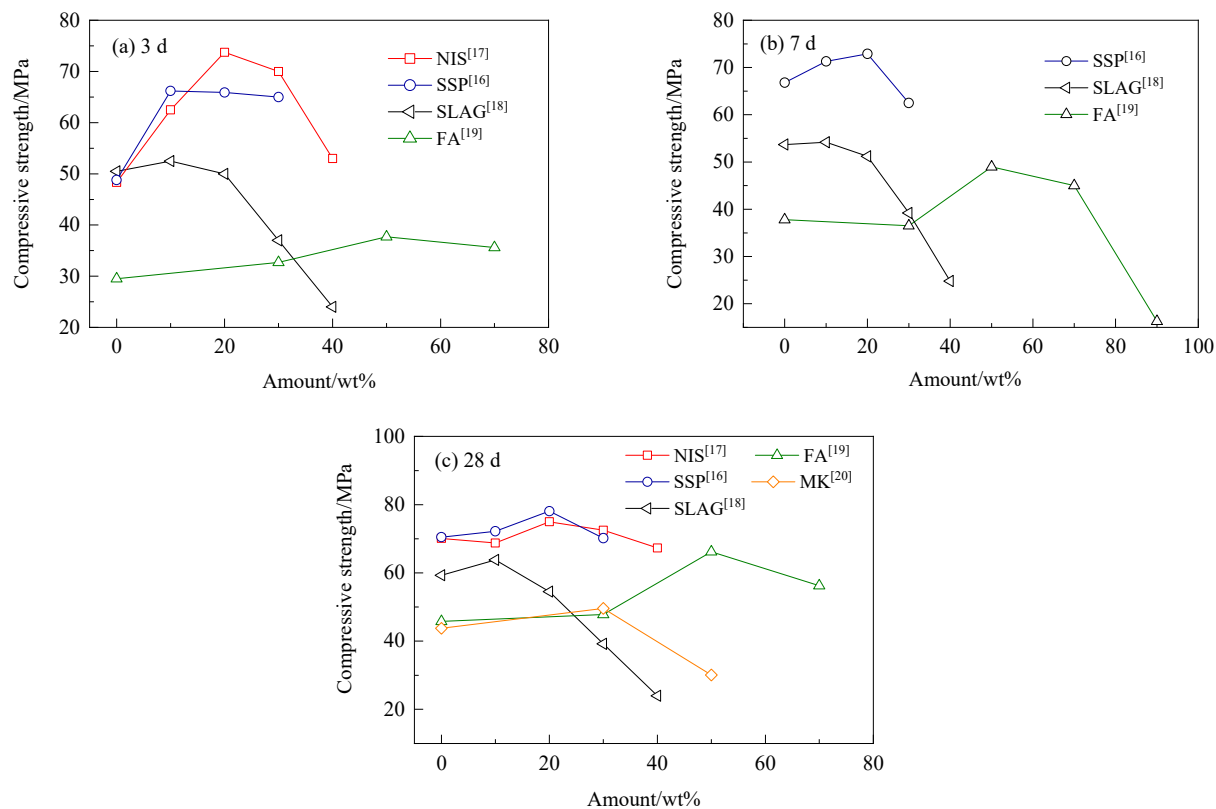 (a) 3 d
NIS[17]
SSP[16]
SLAG[18]
FA[19]
Compressive strength/MPa
80
70
60
50
40
30
20
0 20 40 60 80
Amount/wt%
(b) 7 d
SSP[16]
SLAG[18]
FA[19]
Compressive strength/MPa
80
70
60
50
40
30
20
0 20 40 60 80 100
Amount/wt%
(c) 28 d
NIS[17] FA[19]
SSP[16] MK[20]
SLAG[18]
Compressive strength/MPa
100
80
60
40
20
0 20 40 60 80
Amount/wt%